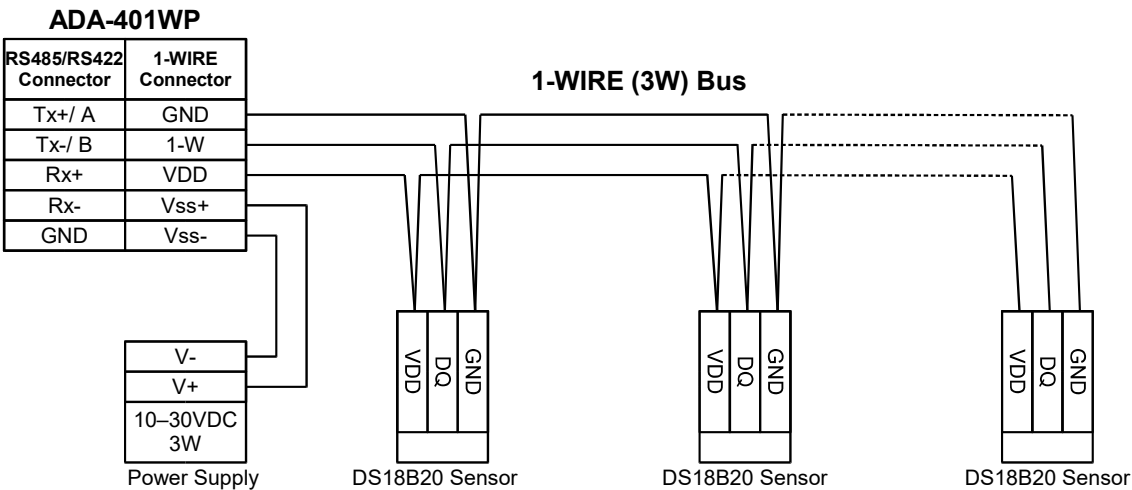 ADA-401WP
RS485/RS422 Connector
1-WIRE Connector
Tx+/ A
GND
Tx-/ B
1-W
Rx+
VDD
Rx-
Vss+
GND
Vss-
1-WIRE (3W) Bus
V-
V+
10–30VDC
3W
Power Supply
VDD
DQ
GND
DS18B20 Sensor
VDD
DQ
GND
DS18B20 Sensor
VDD
DQ
GND
DS18B20 Sensor